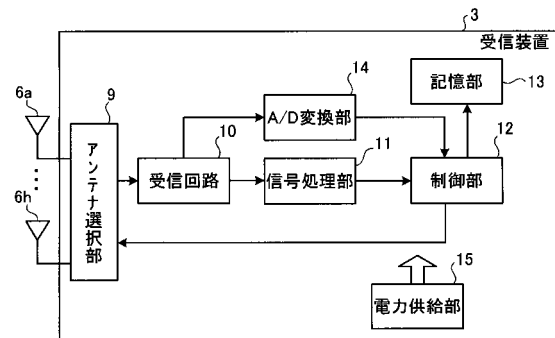 3
受信装置
6a
9
14
A/D変換部
記憶部
13
10
11
12
アンテナ選択部
受信回路
信号処理部
制御部
6h
15
電力供給部